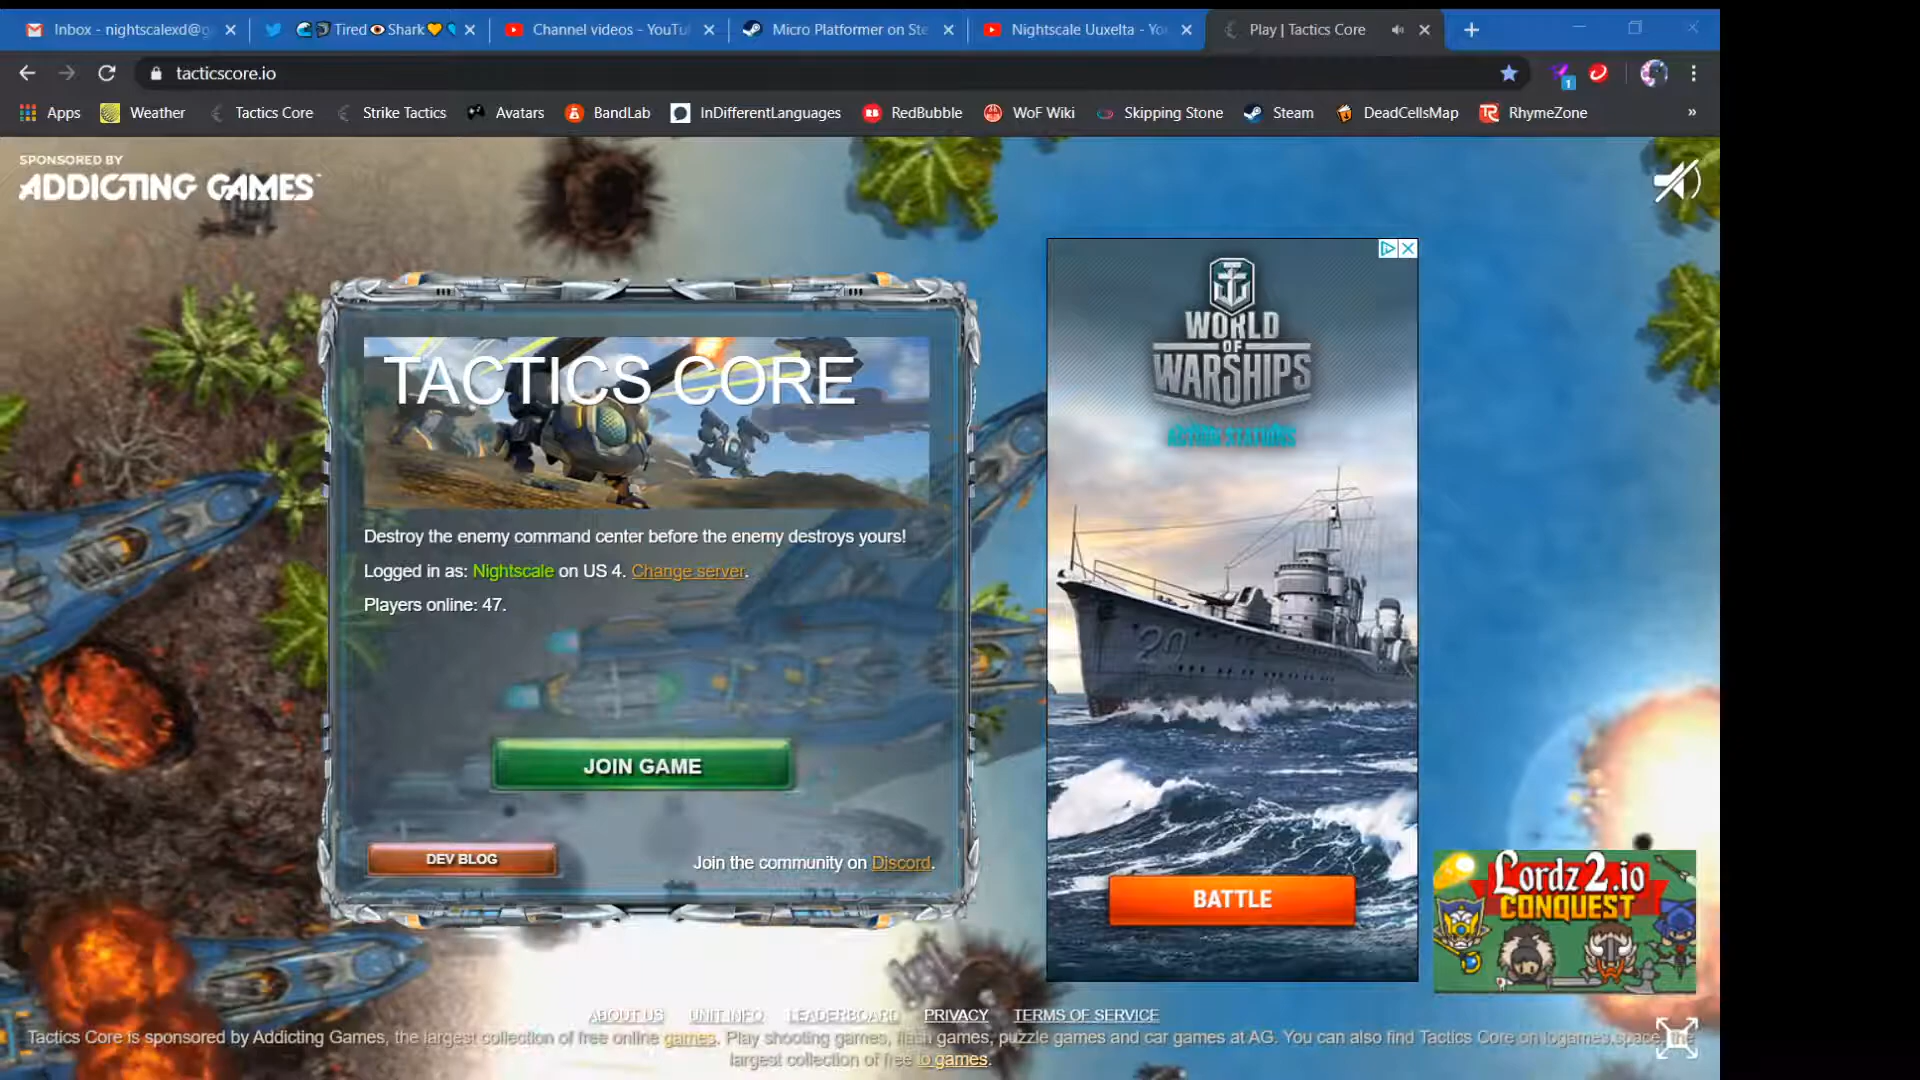 Inbox - nightscalexd@g
Tired Shark
Channel videos - YouTu
Micro Platformer on Ste
Nightscale Uuxelta - Yo
Play | Tactics Core
tacticscore.io
1
Apps
Weather
Tactics Core
Strike Tactics
Avatars
BandLab
InDifferentLanguages
RedBubble
WoF Wiki
Skipping Stone
Steam
DeadCellsMap
RhymeZone
»
SPONSORED BY
ADDICTING GAMES
TACTICS CORE
Destroy the enemy command center before the enemy destroys yours!
Logged in as: Nightscale on US 4. Change server.
Players online: 47.
JOIN GAME
DEV BLOG
Join the community on Discord.
WORLD
OF
WARSHIPS
ACTION STATIONS
20
BATTLE
Lordz2.io
CONQUEST
ABOUT US
UNIT INFO
LEADERBOARD
PRIVACY
TERMS OF SERVICE
Tactics Core is sponsored by Addicting Games, the largest collection of free online games. Play shooting games, flash games, puzzle games and car games at AG. You can also find Tactics Core on iogames.space, the
largest collection of free io games.